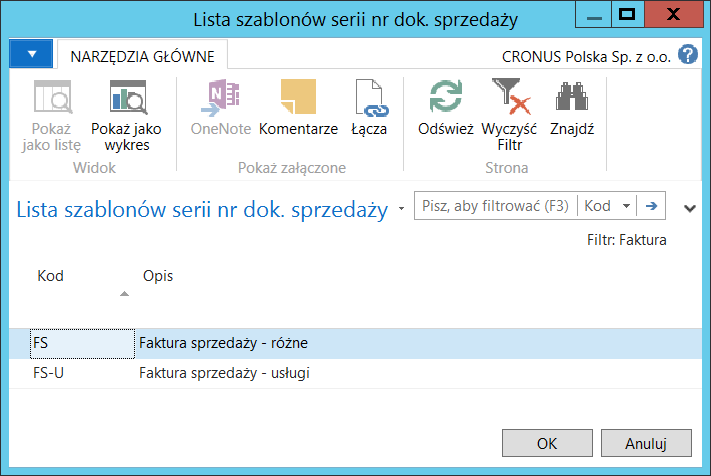 Lista szablonów serii nr dok. sprzedaży
NARZĘDZIA GŁÓWNE
CRONUS Polska Sp. z o.o.
Pokaż jako listę
Pokaż jako wykres
Widok
OneNote
Komentarze
Łącza
Pokaż załączone
Odśwież
Wyczyść Filtr
Znajdź
Strona
Lista szablonów serii nr dok. sprzedaży
Pisz, aby filtrować (F3)
Kod
Filtr: Faktura
Kod
Opis
FS
Faktura sprzedaży - różne
FS-U
Faktura sprzedaży - usługi
OK
Anuluj